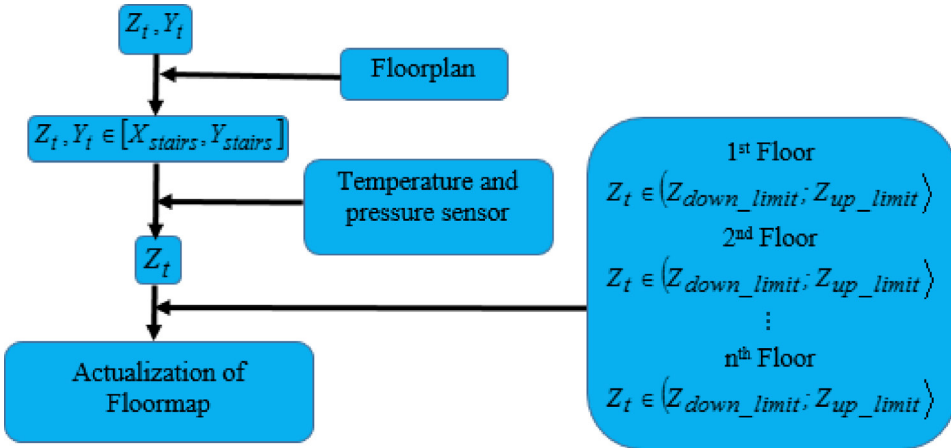 Z_t, Y_t
Floorplan
Z_t, Y_t ∈ [X_stairs, Y_stairs]
Temperature and
pressure sensor
Z_t
Actualization of
Floormap
1st Floor
Z_t ∈ (Z_down_limit; Z_up_limit⟩
2nd Floor
Z_t ∈ (Z_down_limit; Z_up_limit⟩
⋮
nth Floor
Z_t ∈ (Z_down_limit; Z_up_limit⟩